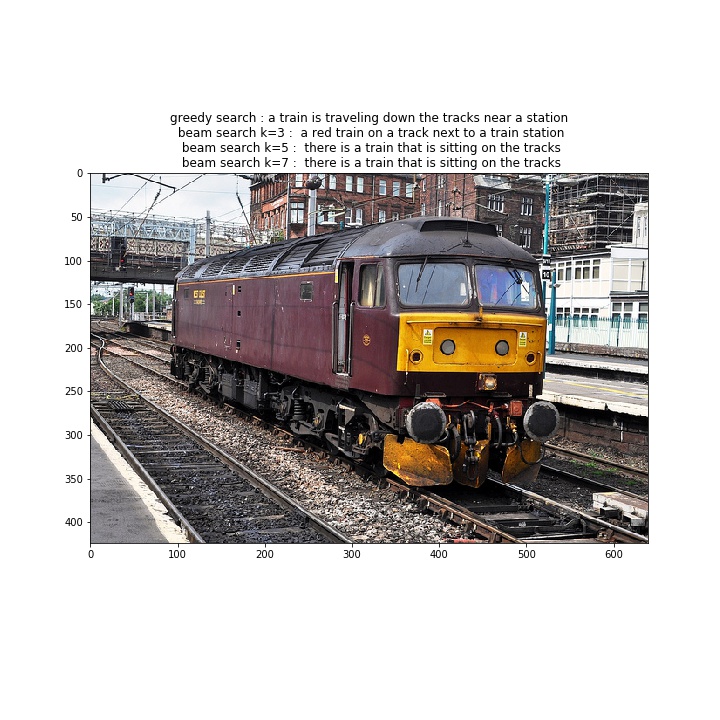 greedy search : a train is traveling down the tracks near a station
beam search k=3 :  a red train on a track next to a train station
beam search k=5 :  there is a train that is sitting on the tracks
beam search k=7 :  there is a train that is sitting on the tracks
0
50
100
150
200
250
300
350
400
0 100 200 300 400 500 600